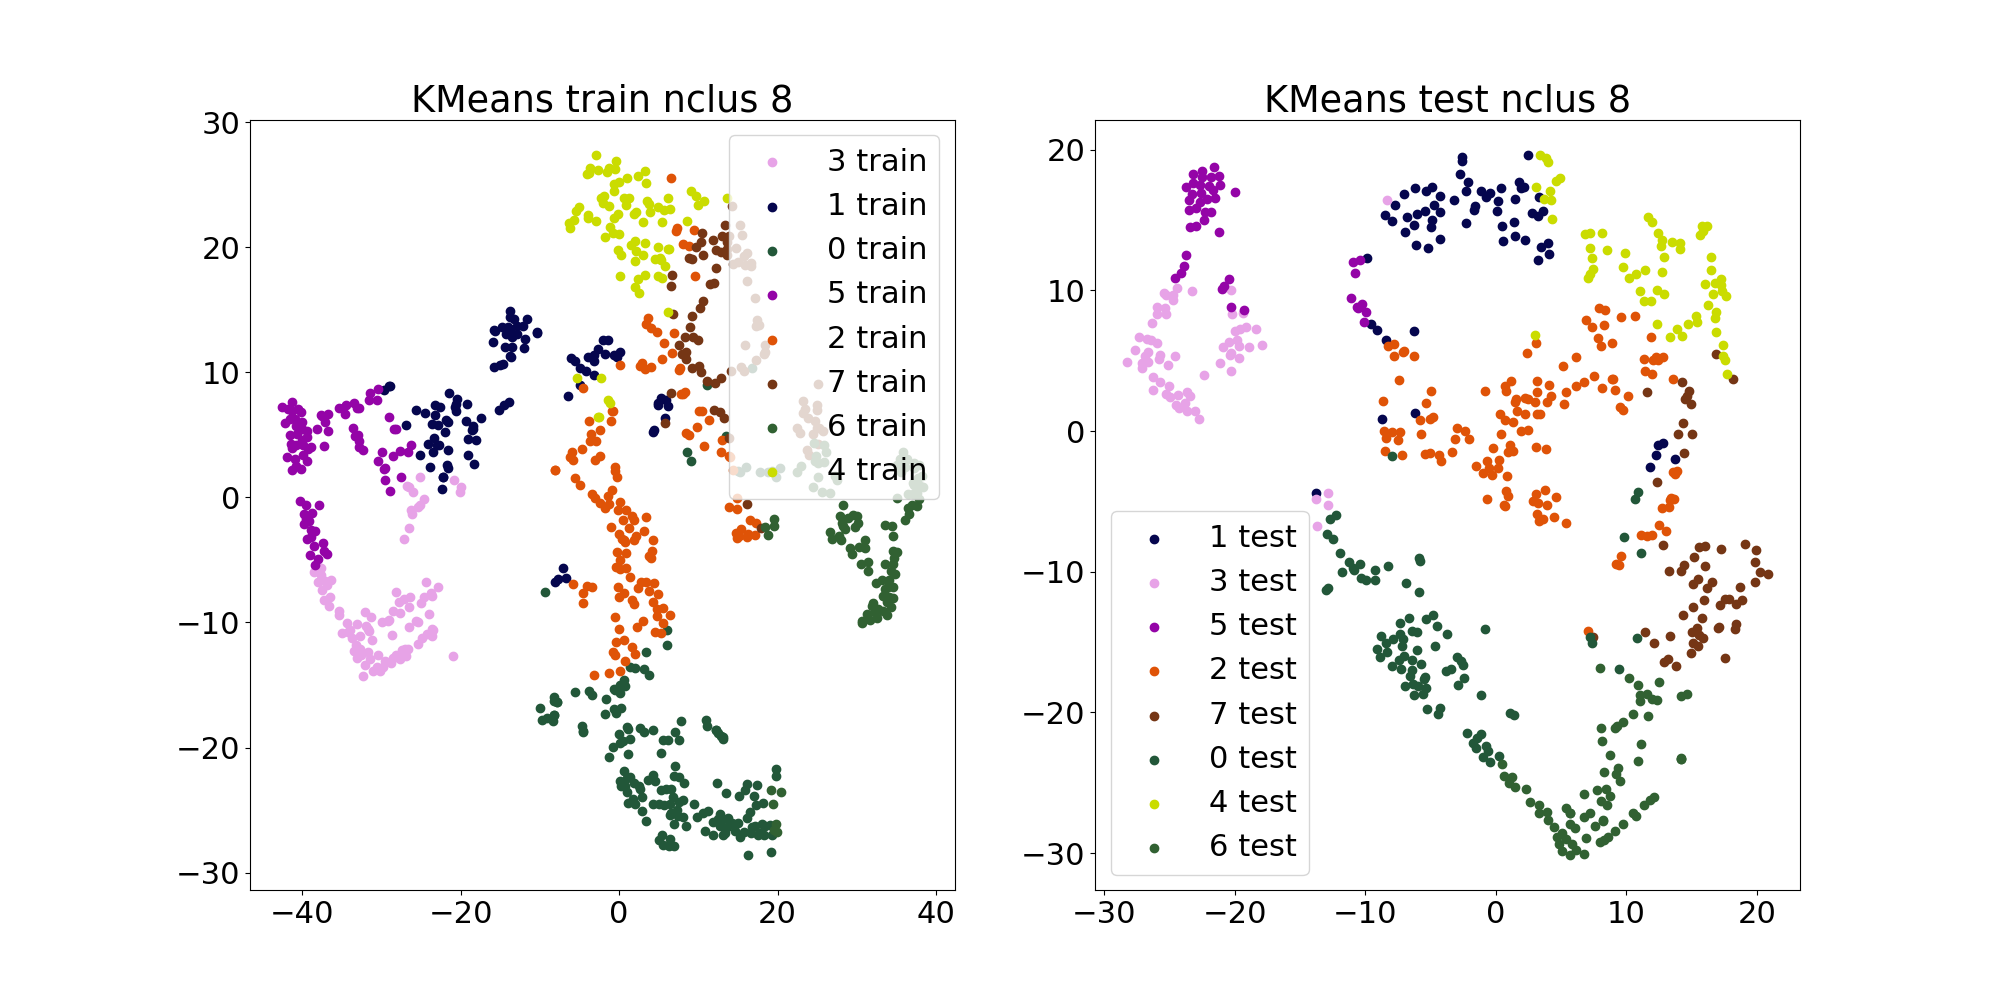 KMeans train nclus 8
30
20
10
0
−10
−20
−30
−40
−20
0
20
40
3 train
1 train
0 train
5 train
2 train
7 train
6 train
4 train
KMeans test nclus 8
20
10
0
−10
−20
−30
−30
−20
−10
0
10
20
1 test
3 test
5 test
2 test
7 test
0 test
4 test
6 test